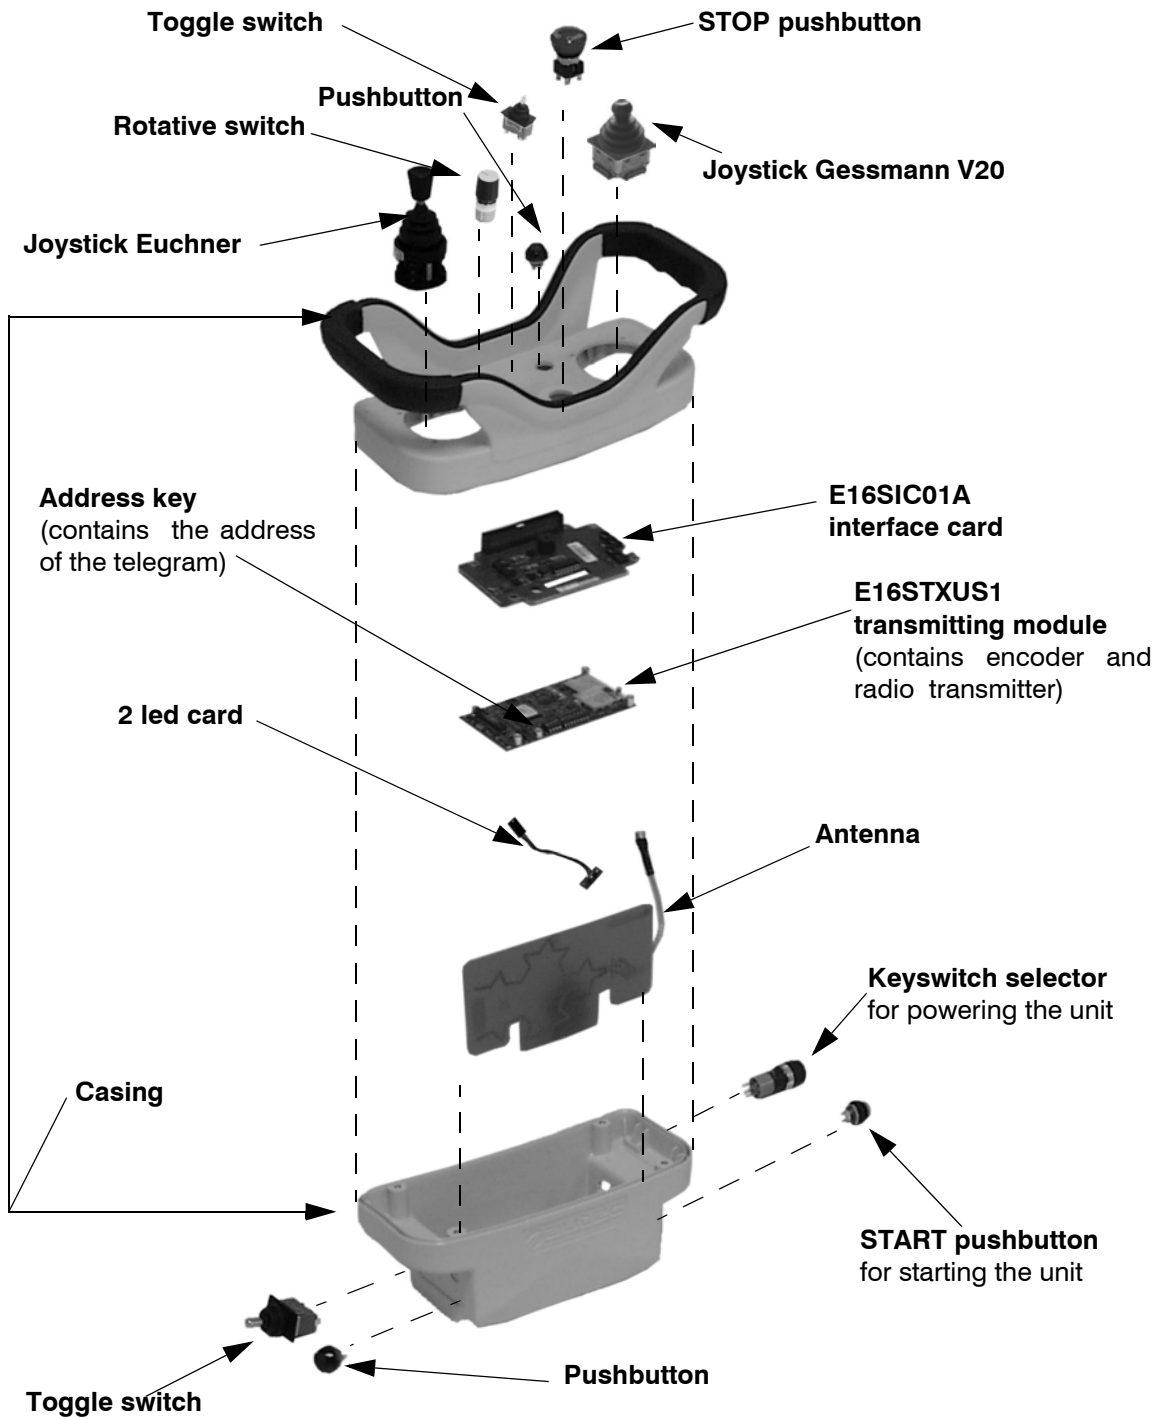 Toggle switch
STOP pushbutton
Pushbutton
Rotative switch
Joystick Gessmann V20
Joystick Euchner
Address key
(contains the address
of the telegram)
E16SIC01A
interface card
E16STXUS1
transmitting module
(contains encoder and
radio transmitter)
2 led card
Antenna
Keyswitch selector
for powering the unit
Casing
START pushbutton
for starting the unit
Pushbutton
Toggle switch